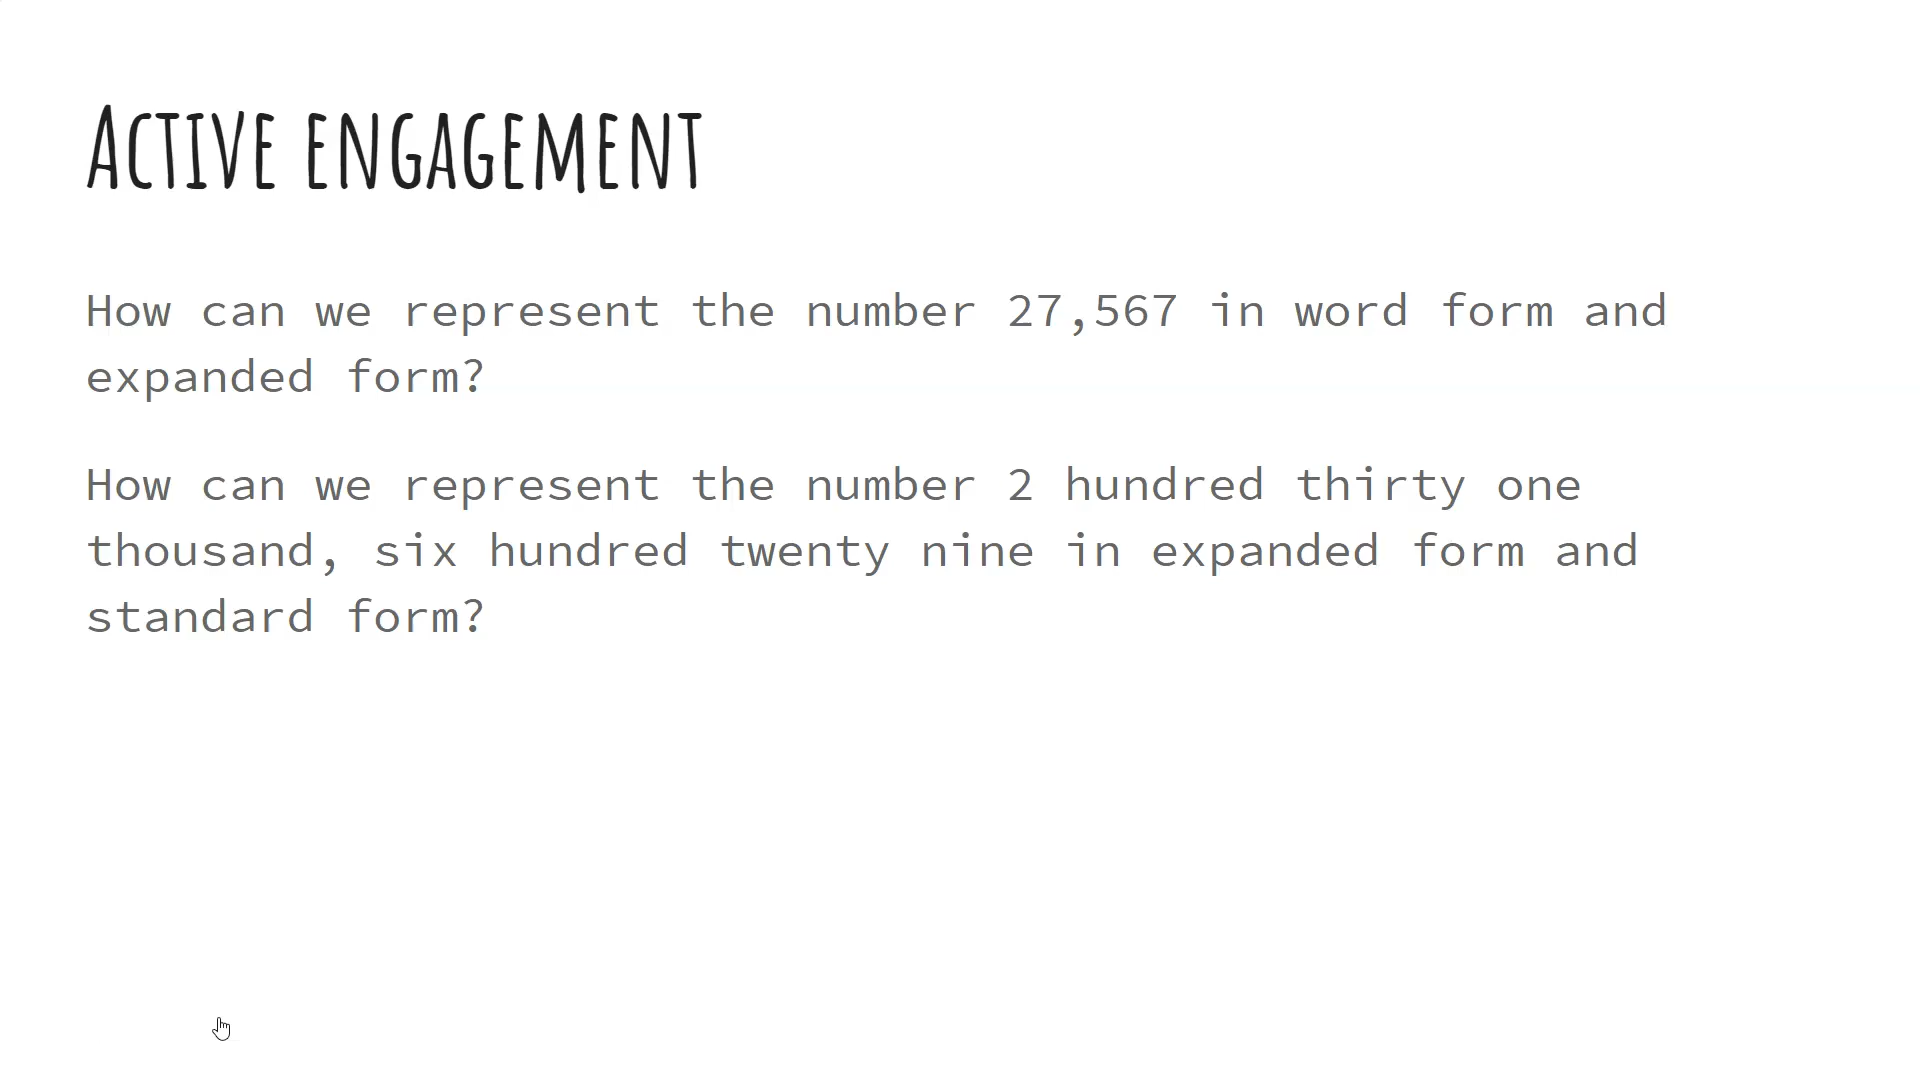 Active engagement
How can we represent the number 27,567 in word form and
expanded form?
How can we represent the number 2 hundred thirty one
thousand, six hundred twenty nine in expanded form and
standard form?